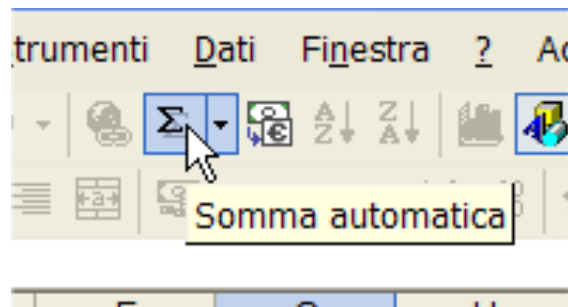 trumenti Dati Finestra ?
Σ €
A Z Z A
Somma automatica